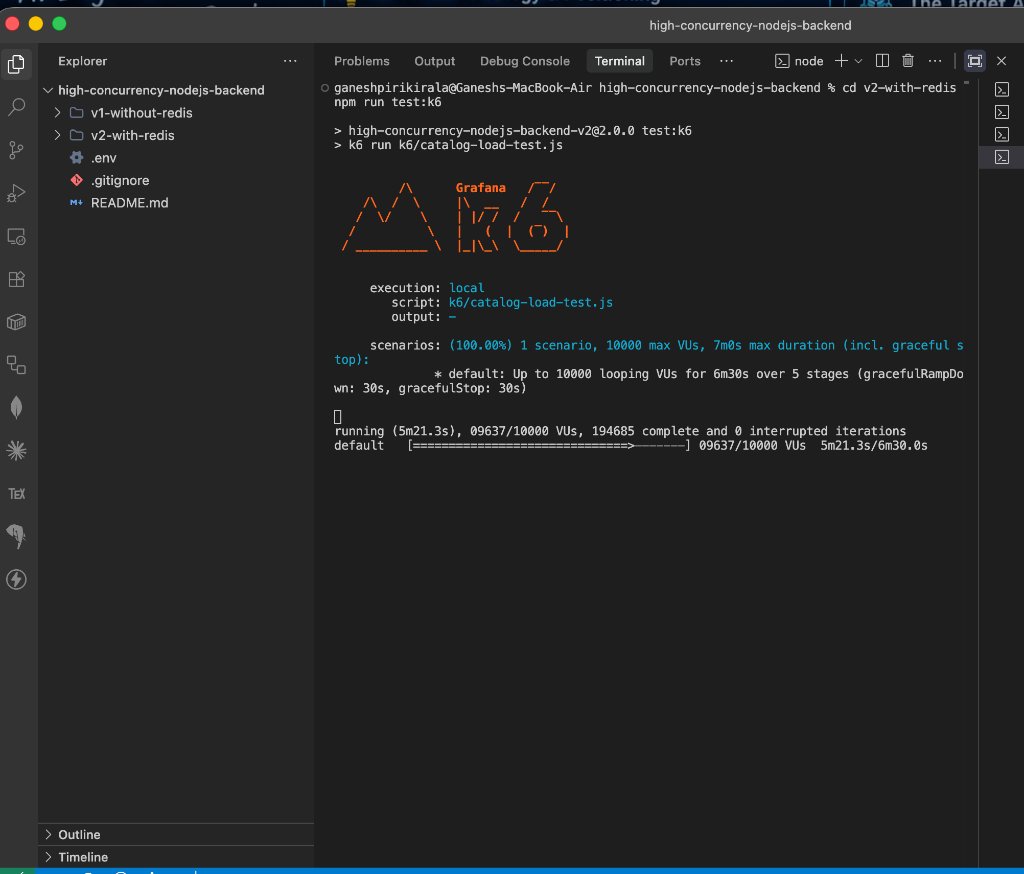 The Target A
high-concurrency-nodejs-backend
Explorer
Problems Output Debug Console Terminal Ports node
high-concurrency-nodejs-backend
v1-without-redis
v2-with-redis
.env
.gitignore
README.md
ganeshpirikirala@Ganeshs-MacBook-Air high-concurrency-nodejs-backend % cd v2-with-redis
npm run test:k6
> high-concurrency-nodejs-backend-v2@2.0.0 test:k6
> k6 run k6/catalog-load-test.js
Grafana
k6
execution: local
script: k6/catalog-load-test.js
output: -
scenarios: (100.00%) 1 scenario, 10000 max VUs, 7m0s max duration (incl. graceful s
top):
* default: Up to 10000 looping VUs for 6m30s over 5 stages (gracefulRampDo
wn: 30s, gracefulStop: 30s)
running (5m21.3s), 09637/10000 VUs, 194685 complete and 0 interrupted iterations
default [==============================>-------] 09637/10000 VUs 5m21.3s/6m30.0s
TEX
Outline
Timeline